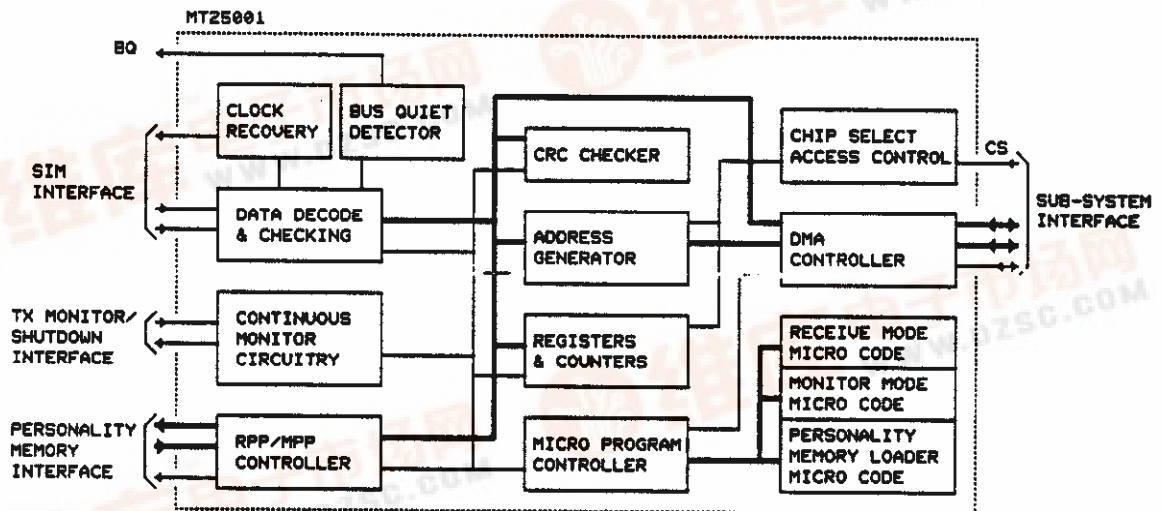 MT25001
BQ
CLOCK
RECOVERY
BUS QUIET
DETECTOR
SIM
INTERFACE
DATA DECODE
& CHECKING
CRC CHECKER
CHIP SELECT
ACCESS CONTROL
CS
SUB-SYSTEM
INTERFACE
ADDRESS
GENERATOR
DMA
CONTROLLER
TX MONITOR/
SHUTDOWN
INTERFACE
CONTINUOUS
MONITOR
CIRCUITRY
REGISTERS
& COUNTERS
RECEIVE MODE
MICRO CODE
MONITOR MODE
MICRO CODE
PERSONALITY
MEMORY
INTERFACE
RPP/MPP
CONTROLLER
MICRO PROGRAM
CONTROLLER
PERSONALITY
MEMORY LOADER
MICRO CODE
WWW.DZSC.COM